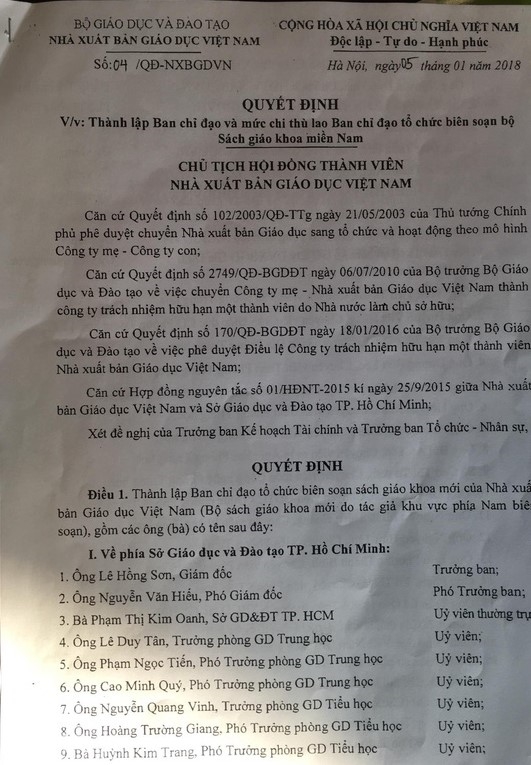 BỘ GIÁO DỤC VÀ ĐÀO TẠO
NHÀ XUẤT BẢN GIÁO DỤC VIỆT NAM
CỘNG HÒA XÃ HỘI CHỦ NGHĨA VIỆT NAM
Độc lập - Tự do - Hạnh phúc
Số: 04 /QĐ-NXBGDVN
Hà Nội, ngày 05 tháng 01 năm 2018
QUYẾT ĐỊNH
V/v: Thành lập Ban chỉ đạo và mức chi thù lao Ban chỉ đạo tổ chức biên soạn bộ
Sách giáo khoa miền Nam
CHỦ TỊCH HỘI ĐỒNG THÀNH VIÊN
NHÀ XUẤT BẢN GIÁO DỤC VIỆT NAM
Căn cứ Quyết định số 102/2003/QĐ-TTg ngày 21/05/2003 của Thủ tướng Chính
phủ phê duyệt chuyển Nhà xuất bản Giáo dục sang tổ chức và hoạt động theo mô hình
Công ty mẹ - Công ty con;
Căn cứ Quyết định số 2749/QĐ-BGDĐT ngày 06/07/2010 của Bộ trưởng Bộ Giáo
dục và Đào tạo về việc chuyển Công ty mẹ - Nhà xuất bản Giáo dục Việt Nam thành
công ty trách nhiệm hữu hạn một thành viên do Nhà nước làm chủ sở hữu;
Căn cứ Quyết định số 170/QĐ-BGDĐT ngày 18/01/2016 của Bộ trưởng Bộ Giáo
dục và Đào tạo về việc phê duyệt Điều lệ Công ty trách nhiệm hữu hạn một thành viên
Nhà xuất bản Giáo dục Việt Nam;
Căn cứ Hợp đồng nguyên tắc số 01/HĐNT-2015 kí ngày 25/9/2015 giữa Nhà xuất
bản Giáo dục Việt Nam và Sở Giáo dục và Đào tạo TP. Hồ Chí Minh;
Xét đề nghị của Trưởng ban Kế hoạch Tài chính và Trưởng ban Tổ chức - Nhân sự,
QUYẾT ĐỊNH
Điều 1. Thành lập Ban chỉ đạo tổ chức biên soạn sách giáo khoa mới của Nhà xuấ
bản Giáo dục Việt Nam (Bộ sách giáo khoa mới do tác giả khu vực phía Nam biê
soạn), gồm các ông (bà) có tên sau đây:
I. Về phía Sở Giáo dục và Đào tạo TP. Hồ Chí Minh:
1. Ông Lê Hồng Sơn, Giám đốc Trưởng ban;
2. Ông Nguyễn Văn Hiếu, Phó Giám đốc Phó Trưởng ban;
3. Bà Phạm Thị Kim Oanh, Sở GD&ĐT TP. HCM Uỷ viên thường trự
4. Ông Lê Duy Tân, Trưởng phòng GD Trung học Uỷ viên;
5. Ông Phạm Ngọc Tiến, Phó Trưởng phòng GD Trung học Uỷ viên;
6. Ông Cao Minh Quý, Phó Trưởng phòng GD Trung học Uỷ viên;
7. Ông Nguyễn Quang Vinh, Trưởng phòng GD Tiểu học Uỷ viên;
8. Ông Hoàng Trường Giang, Phó Trưởng phòng GD Tiểu học Uỷ viên;
9. Bà Huỳnh Kim Trang, Phó Trưởng phòng GD Tiểu học Uỷ viên;